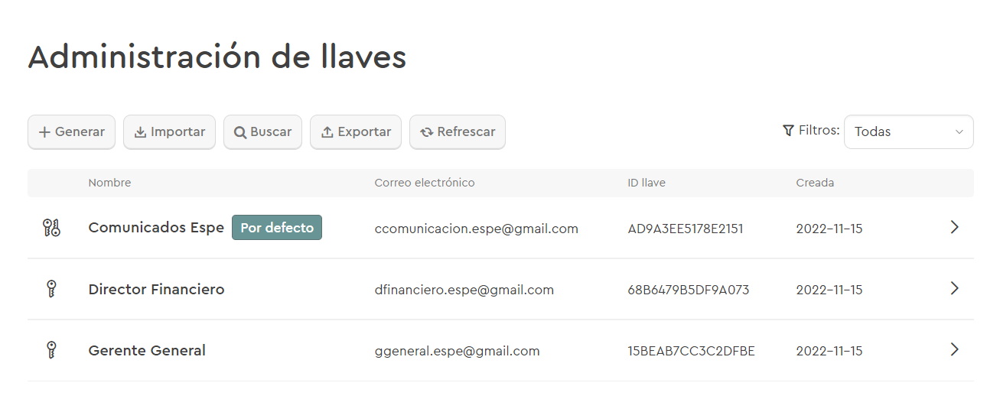 Administración de llaves
Generar Importar Buscar Exportar Refrescar Filtros: Todas
Nombre Correo electrónico ID llave Creada
Comunicados Espe Por defecto ccomunicacion.espe@gmail.com AD9A3EE5178E2151 2022-11-15
Director Financiero dfinanciero.espe@gmail.com 68B6479B5DF9A073 2022-11-15
Gerente General ggeneral.espe@gmail.com 15BEAB7CC3C2DFBE 2022-11-15